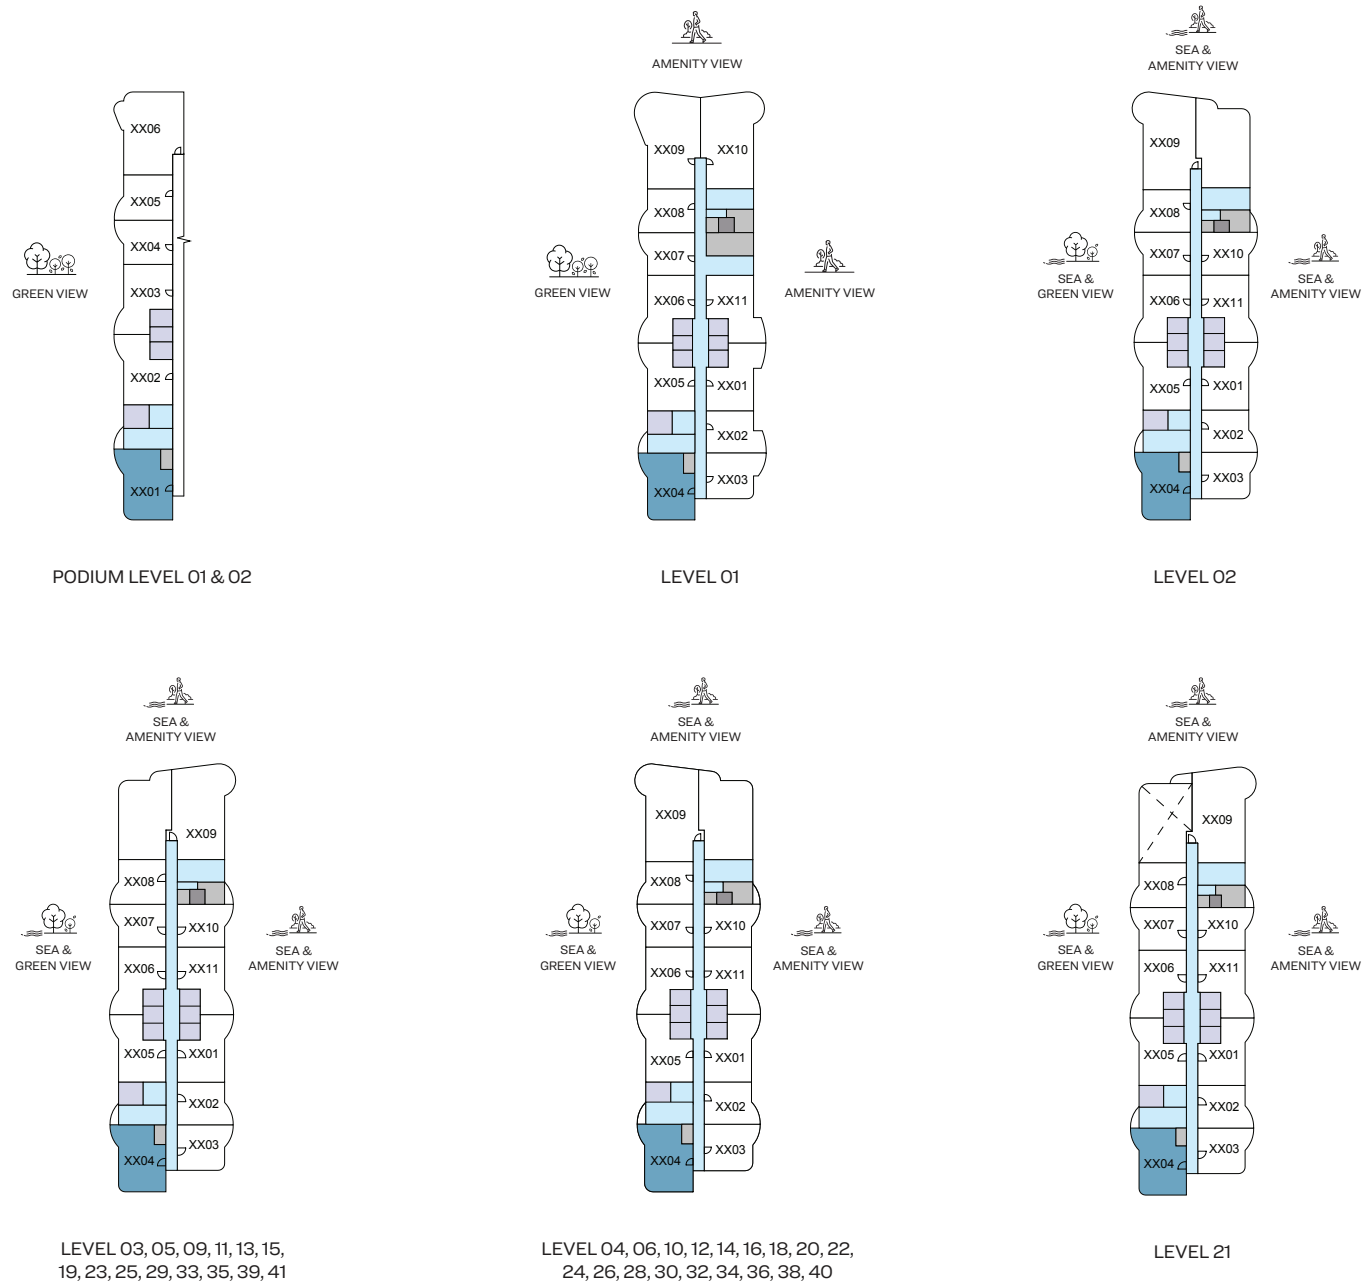 AMENITY VIEW
SEA &
AMENITY VIEW
XX06
XX05
XX04
XX03
XX02
XX01
GREEN VIEW
PODIUM LEVEL 01 & 02
XX09 XX10
XX08
XX07
XX06 XX11
XX05 XX01
XX02
XX04 XX03
GREEN VIEW
AMENITY VIEW
LEVEL 01
XX09
XX08
XX07 XX10
XX06 XX11
XX05 XX01
XX02
XX04 XX03
SEA &
GREEN VIEW
SEA &
AMENITY VIEW
LEVEL 02
SEA &
AMENITY VIEW
XX09
XX08
XX07 XX10
XX06 XX11
XX05 XX01
XX02
XX04 XX03
SEA &
GREEN VIEW
SEA &
AMENITY VIEW
LEVEL 03, 05, 09, 11, 13, 15,
19, 23, 25, 29, 33, 35, 39, 41
SEA &
AMENITY VIEW
XX09
XX08
XX07 XX10
XX06 XX11
XX05 XX01
XX02
XX04 XX03
SEA &
GREEN VIEW
SEA &
AMENITY VIEW
LEVEL 04, 06, 10, 12, 14, 16, 18, 20, 22,
24, 26, 28, 30, 32, 34, 36, 38, 40
SEA &
AMENITY VIEW
XX09
XX08
XX07 XX10
XX06 XX11
XX05 XX01
XX02
XX04 XX03
SEA &
GREEN VIEW
SEA &
AMENITY VIEW
LEVEL 21